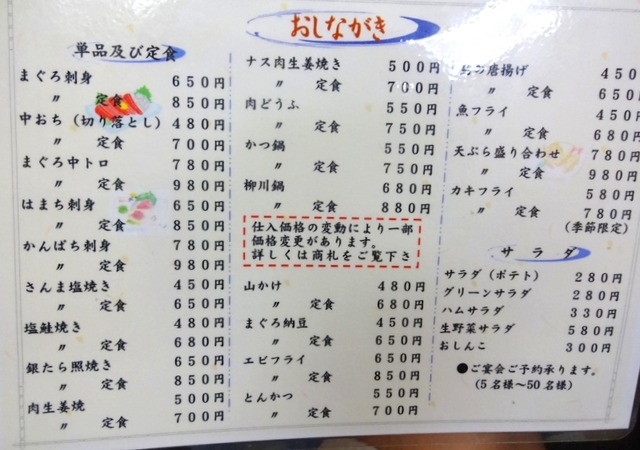 おしながき
単品及び定食
まぐろ刺身 650円
〃 定食 850円
中おち(切り落とし) 480円
〃 定食 700円
まぐろ中トロ 780円
〃 定食 980円
はまち刺身 650円
〃 定食 850円
かんぱち刺身 780円
〃 定食 980円
さんま塩焼き 450円
〃 定食 650円
塩鮭焼き 480円
〃 定食 680円
銀たら照焼き 650円
〃 定食 850円
肉生姜焼 500円
〃 定食 700円
ナス肉生姜焼き 500円
〃 定食 700円
肉どうふ 550円
〃 定食 750円
かつ鍋 550円
〃 定食 750円
柳川鍋 680円
〃 定食 880円
仕入価格の変動により一部
価格変更があります。
詳しくは商札をご覧下さ
山かけ 480円
〃 定食 680円
まぐろ納豆 450円
〃 定食 650円
エビフライ 650円
〃 定食 850円
とんかつ 550円
〃 定食 700円
の唐揚げ 450
〃 定食 650
魚フライ 450円
〃 定食 680円
天ぷら盛り合わせ 780円
〃 定食 980円
カキフライ 580円
〃 定食 780円
(季節限定)
サラダ
サラダ(ポテト) 280円
グリーンサラダ 280円
ハムサラダ 330円
生野菜サラダ 580円
おしんこ 300円
●ご宴会ご予約承ります。
(5名様〜50名様)